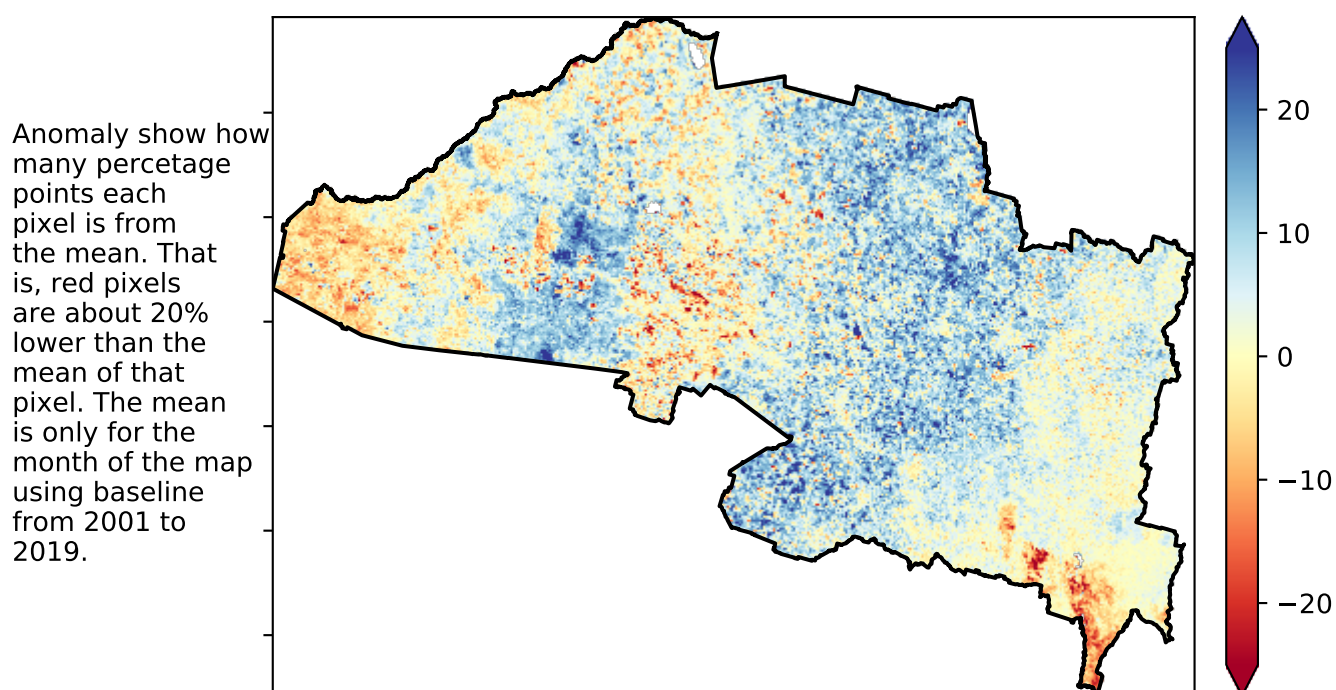 Anomaly show how
many percetage
points each
pixel is from
the mean. That
is, red pixels
are about 20%
lower than the
mean of that
pixel. The mean
is only for the
month of the map
using baseline
from 2001 to
2019.
20
10
0
−10
−20